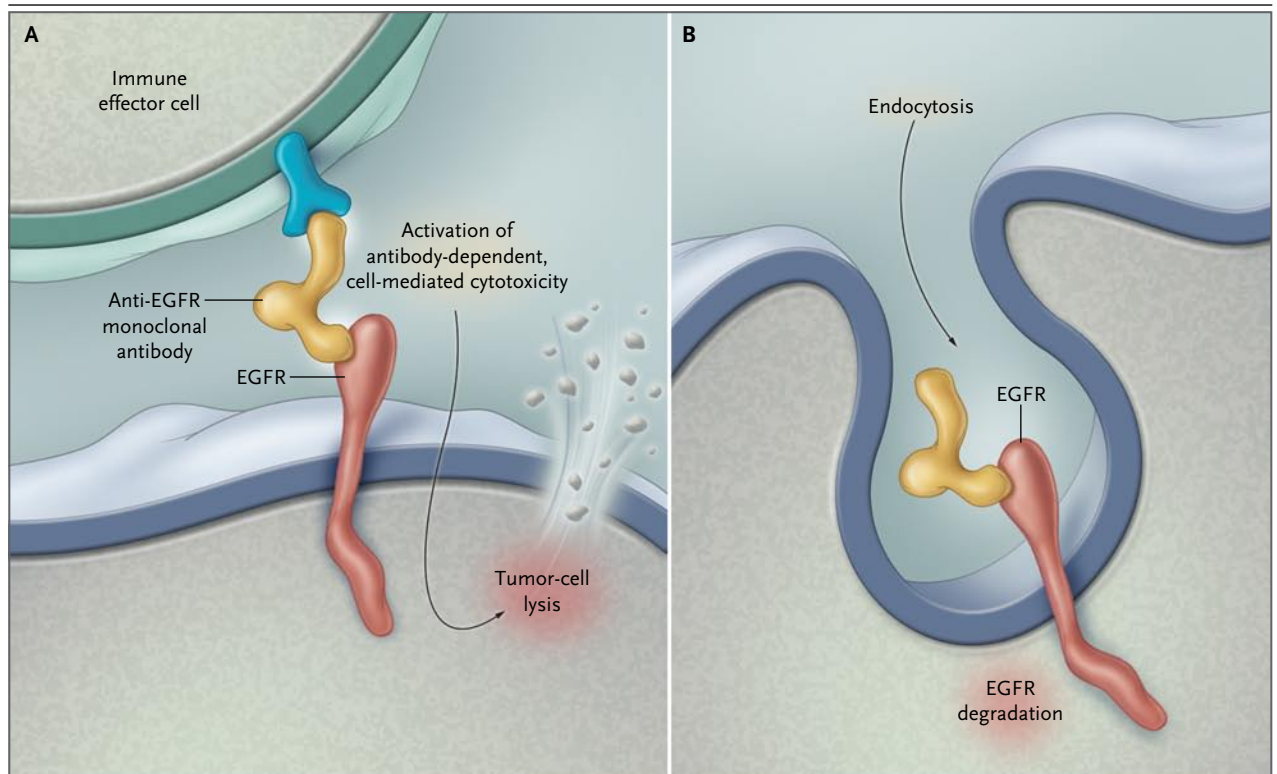 A
Immune
effector cell
Activation of
antibody-dependent,
cell-mediated cytotoxicity
Anti-EGFR
monoclonal
antibody
EGFR
Tumor-cell
lysis
B
Endocytosis
EGFR
EGFR
degradation